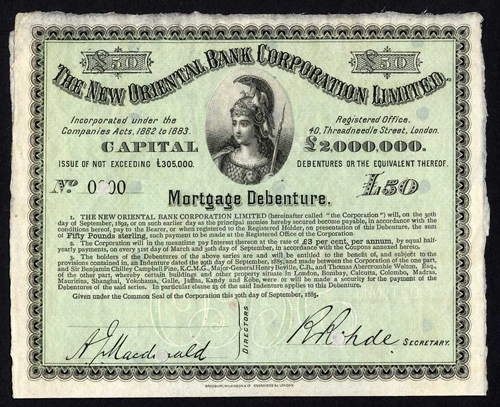 £50 £50
THE NEW ORIENTAL BANK CORPORATION LIMITED.
Incorporated under the Registered Office.
Companies Acts, 1862 to 1883. 40, Threadneedle Street, London.
CAPITAL £2,000,000.
ISSUE OF NOT EXCEEDING £305,000. DEBENTURES OR THE EQUIVALENT THEREOF.
No 0000 £50
Mortgage Debenture.
1. THE NEW ORIENTAL BANK CORPORATION LIMITED (hereinafter called "the Corporation") will, on the 30th
day of September, or on such earlier day as the principal monies hereby secured become payable, in accordance with the
conditions hereof pay to the Bearer, or when registered to the Registered Holder, on presentation of this Debenture, the sum
of Fifty Pounds sterling, such payment to be made at the Registered Office of the Corporation.
2. The Corporation will in the meantime pay Interest thereon at the rate of £3 per cent, per annum, by equal half-
yearly payments, on every 31st day of March and 30th day of September, in accordance with the Coupons annexed hereto.
3. The holders of the Debentures of the above series are and will be entitled to the benefit of, and subject to the
provisions contained in, an Indenture dated the 29th day of September, 1885, and made between the Corporation of the one part,
and Sir Benjamin Chilley Campbell Pine, K.C.M.G., Major-General Henry Beville, C.B., and Thomas Abercrombie Welton, Esq.,
of the other part, whereby certain buildings and other property situate in London, Bombay, Calcutta, Colombo, Madras,
Mauritius, Shanghai, Yokohama, Galle, Jaffna, Kandy and Kobe, were or will be made a security for the payment of the
Debentures of the said series. In particular clause 23 of the said Indenture applies to this Debenture.
Given under the Common Seal of the Corporation this 30th day of September, 1885.
A J Macdonald DIRECTORS. R Rohde SECRETARY.
BRADBURY, WILKINSON & Co ENGRAVERS &c LONDON